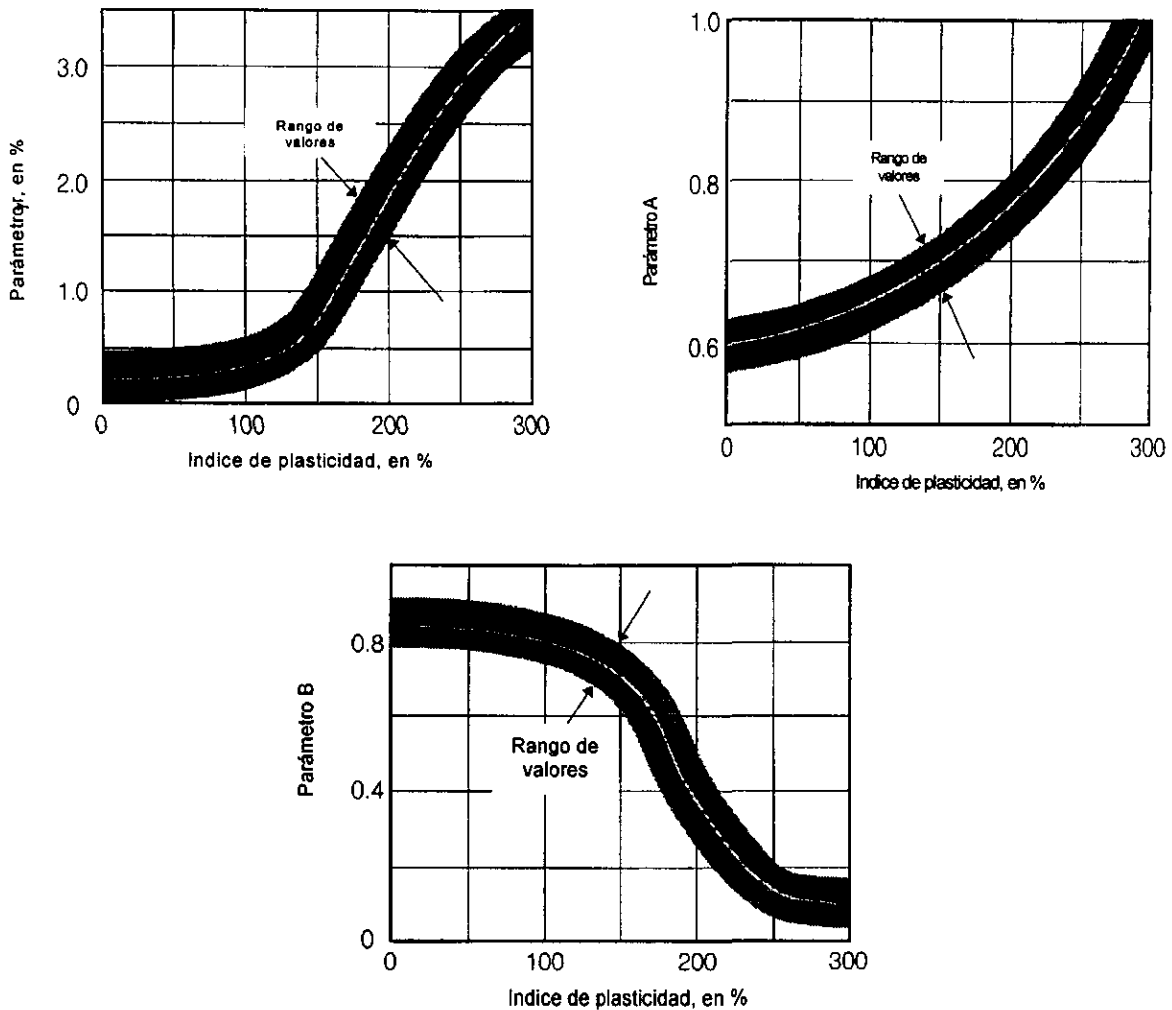 Parámetroγr, en %
3.0
2.0
1.0
0
Rango de
valores
0
100
200
300
Indice de plasticidad, en %
Parámetro A
1.0
0.8
0.6
Rango de
valores
0
100
200
300
Indice de plasticidad, en %
Parámetro B
0.8
0.4
0
Rango de
valores
0
100
200
300
Indice de plasticidad, en %